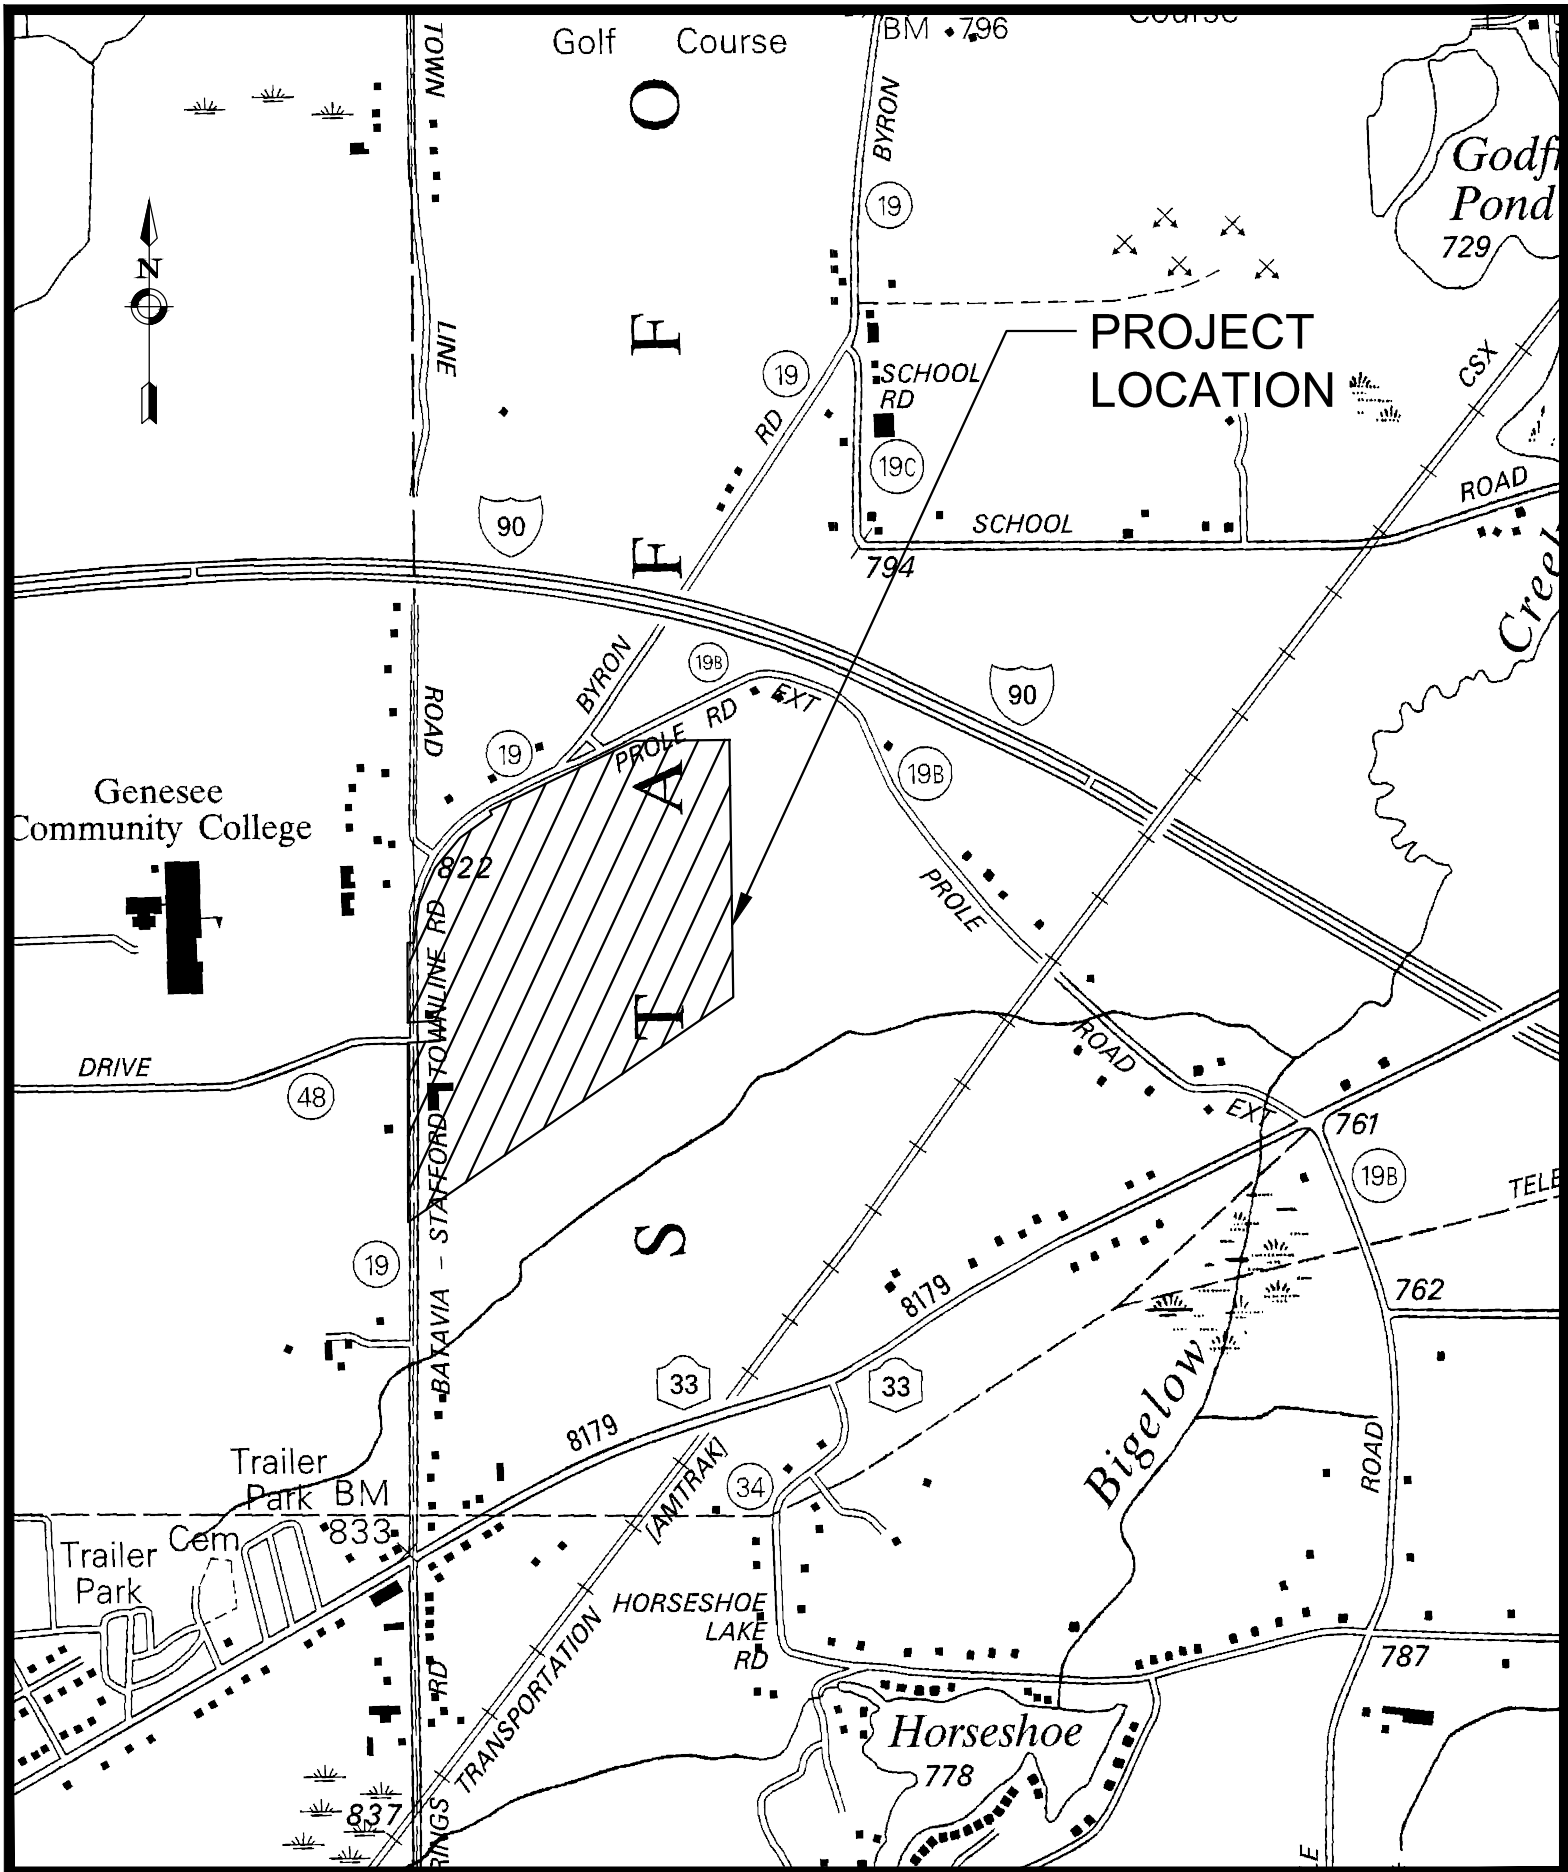 TOWN
Golf Course
BM 796
O
BYRON
Pond
729
19
N
LINE
F
PROJECT
LOCATION
19
SCHOOL
RD
CSX
RD
19C
ROAD
90
SCHOOL
F
794
BYRON
19B
90
ROAD
RD
EXT
19
PROLE
A
19B
Genesee
Community College
822
PROLE
T
DRIVE
48
ROAD
EXT
761
BATAVIA - STAFFORD TOWNLINE RD
L
19B
S
19
762
8179
33
33
Bigelow
8179
ROAD
Trailer
Park
BM
833
34
[AMTRAK]
Trailer
Park
Cem
HORSESHOE
LAKE
RD
787
RD
TRANSPORTATION
Horseshoe
778
837